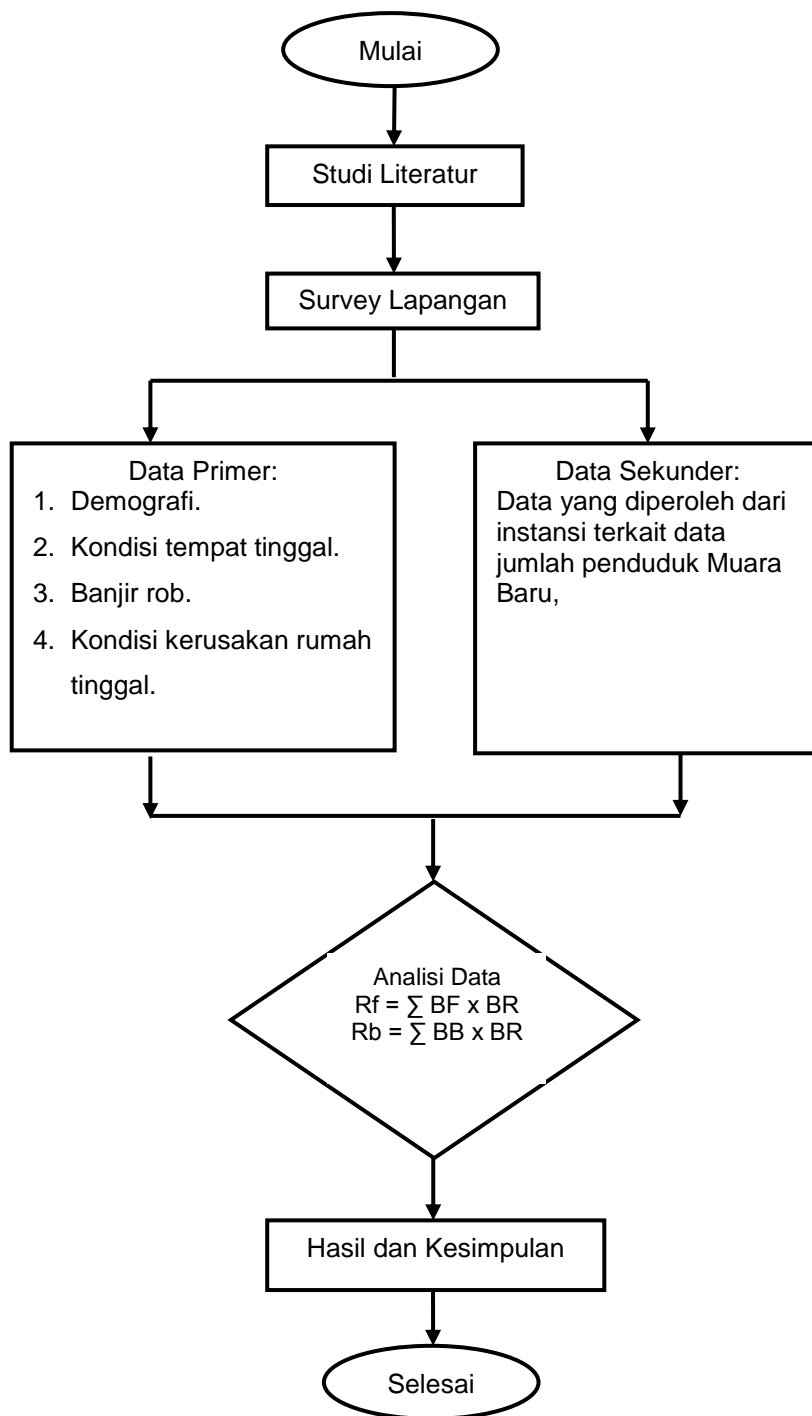 Mulai
Studi Literatur
Survey Lapangan
Data Primer:
1. Demografi.
2. Kondisi tempat tinggal.
3. Banjir rob.
4. Kondisi kerusakan rumah
tinggal.
Data Sekunder:
Data yang diperoleh dari
instansi terkait data
jumlah penduduk Muara
Baru,
Analisi Data
Rf = ∑ BF x BR
Rb = ∑ BB x BR
Hasil dan Kesimpulan
Selesai